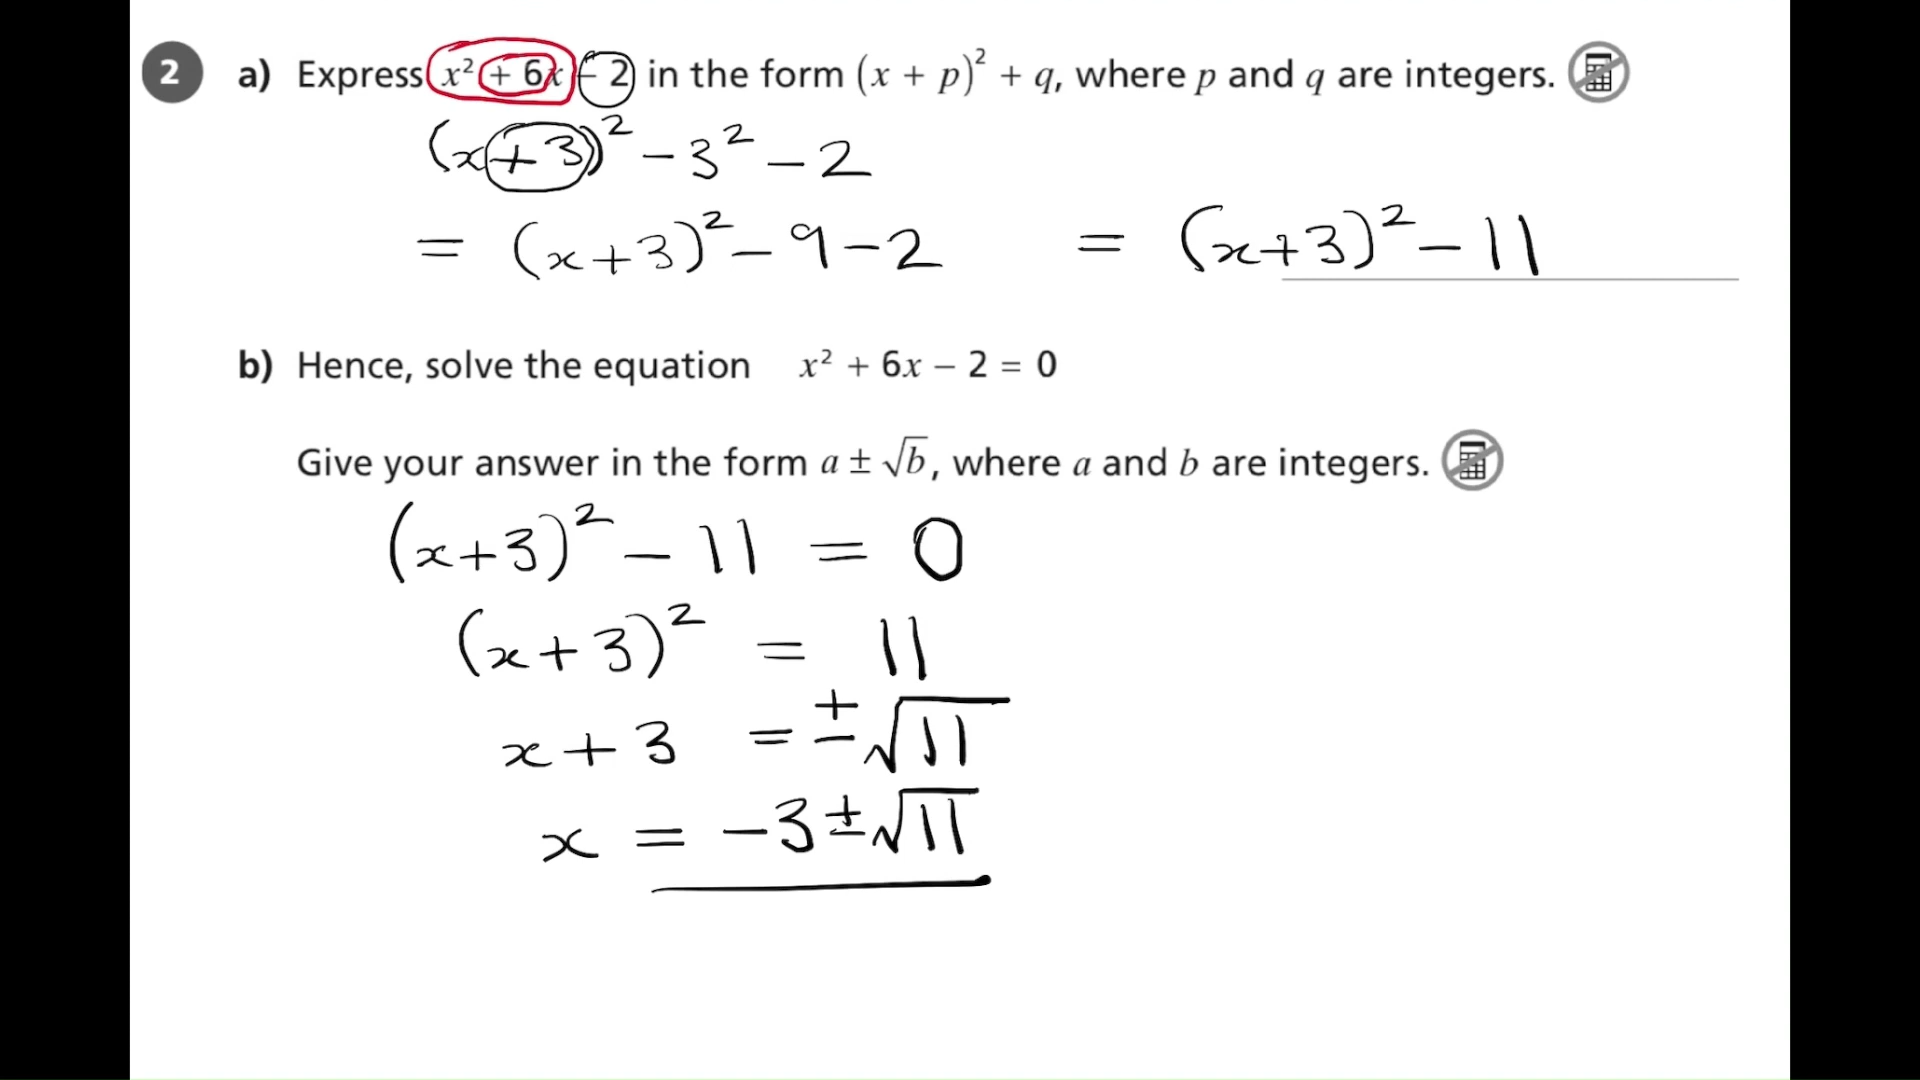 2 a) Express x² + 6x − 2 in the form (x + p)² + q, where p and q are integers.
(x+3)² − 3² − 2
= (x+3)² − 9 − 2 = (x+3)² − 11
b) Hence, solve the equation x² + 6x − 2 = 0
Give your answer in the form a ± √b, where a and b are integers.
(x+3)² − 11 = 0
(x+3)² = 11
x+3 = ±√11
x = −3±√11